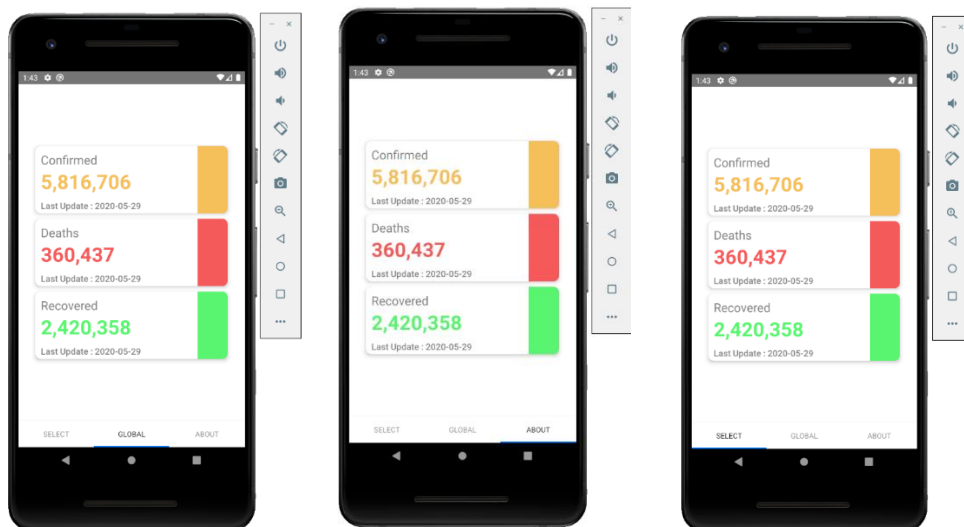 1:43
Confirmed
5,816,706
Last Update : 2020-05-29
Deaths
360,437
Last Update : 2020-05-29
Recovered
2,420,358
Last Update : 2020-05-29
SELECT GLOBAL ABOUT
1:43
Confirmed
5,816,706
Last Update : 2020-05-29
Deaths
360,437
Last Update : 2020-05-29
Recovered
2,420,358
Last Update : 2020-05-29
SELECT GLOBAL ABOUT
1:43
Confirmed
5,816,706
Last Update : 2020-05-29
Deaths
360,437
Last Update : 2020-05-29
Recovered
2,420,358
Last Update : 2020-05-29
SELECT GLOBAL ABOUT